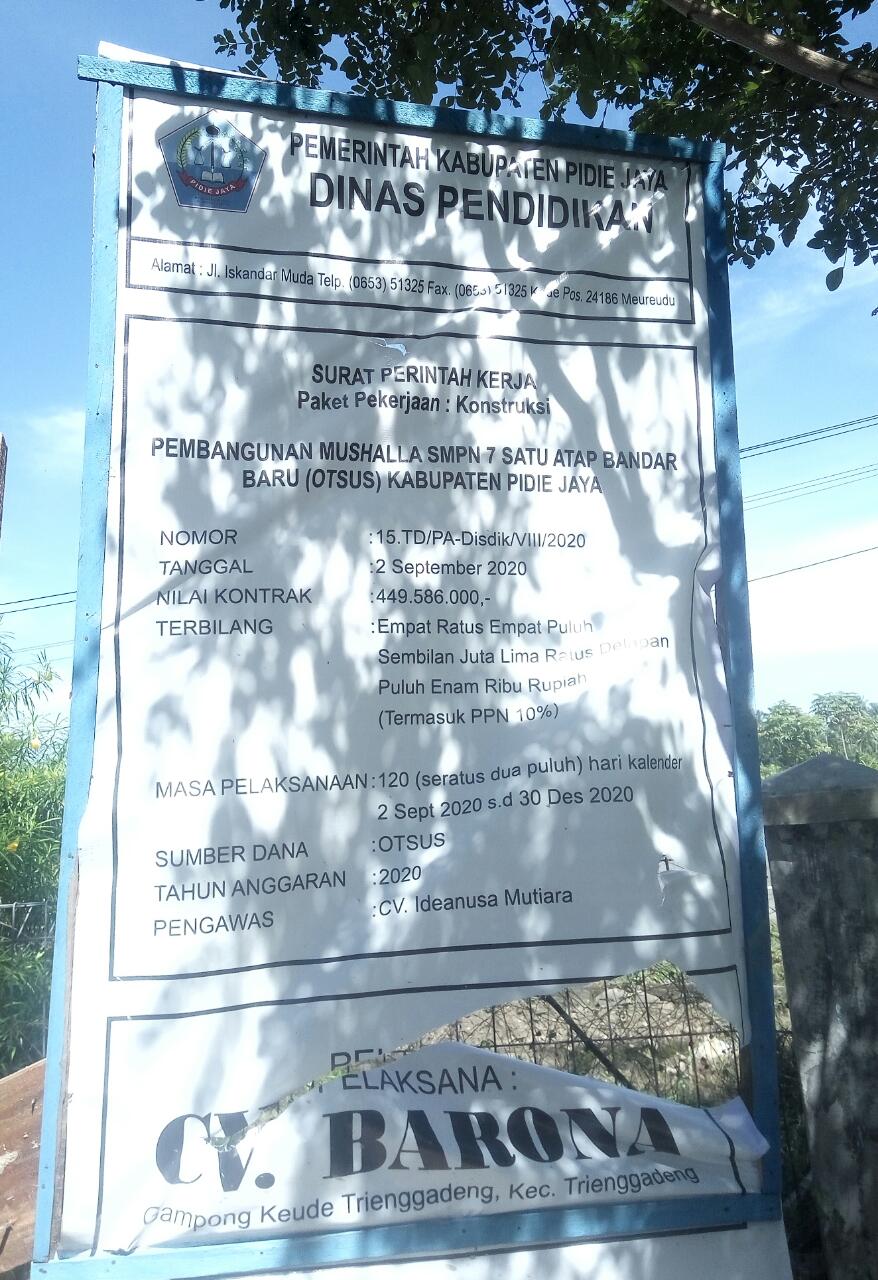 PIDIE JAYA
PEMERINTAH KABUPATEN PIDIE JAYA
DINAS PENDIDIKAN
Alamat : Jl. Iskandar Muda Telp. (0653) 51325 Fax. (0653) 51325 Kode Pos. 24186 Meureudu
SURAT PERINTAH KERJA
Paket Pekerjaan : Konstruksi
PEMBANGUNAN MUSHALLA SMPN 7 SATU ATAP BANDAR
BARU (OTSUS) KABUPATEN PIDIE JAYA
NOMOR :15.TD/PA-Disdik/VIII/2020
TANGGAL :2 September 2020
NILAI KONTRAK :449.586.000,-
TERBILANG :Empat Ratus Empat Puluh
Sembilan Juta Lima Ratus Delapan
Puluh Enam Ribu Rupiah
(Termasuk PPN 10%)
MASA PELAKSANAAN :120 (seratus dua puluh) hari kalender
2 Sept 2020 s.d 30 Des 2020
SUMBER DANA :OTSUS
TAHUN ANGGARAN :2020
PENGAWAS :CV. Ideanusa Mutiara
PELAKSANA :
CV. BARONA
Gampong Keude Trienggadeng, Kec. Trienggadeng